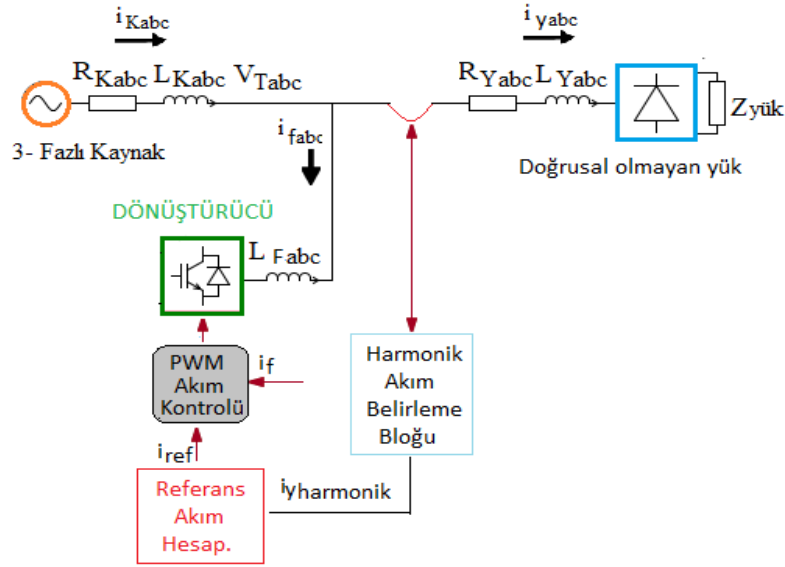 iKabc
iyabc
RKabc LKabc VTabc
RYabc LYabc
Zyük
3- Fazlı Kaynak
ifabc
Doğrusal olmayan yük
DÖNÜŞTÜRÜCÜ
LFabc
PWM
Akım
Kontrolü
if
Harmonik
Akım
Belirleme
Bloğu
iref
Referans
Akım
Hesap.
iyharmonik